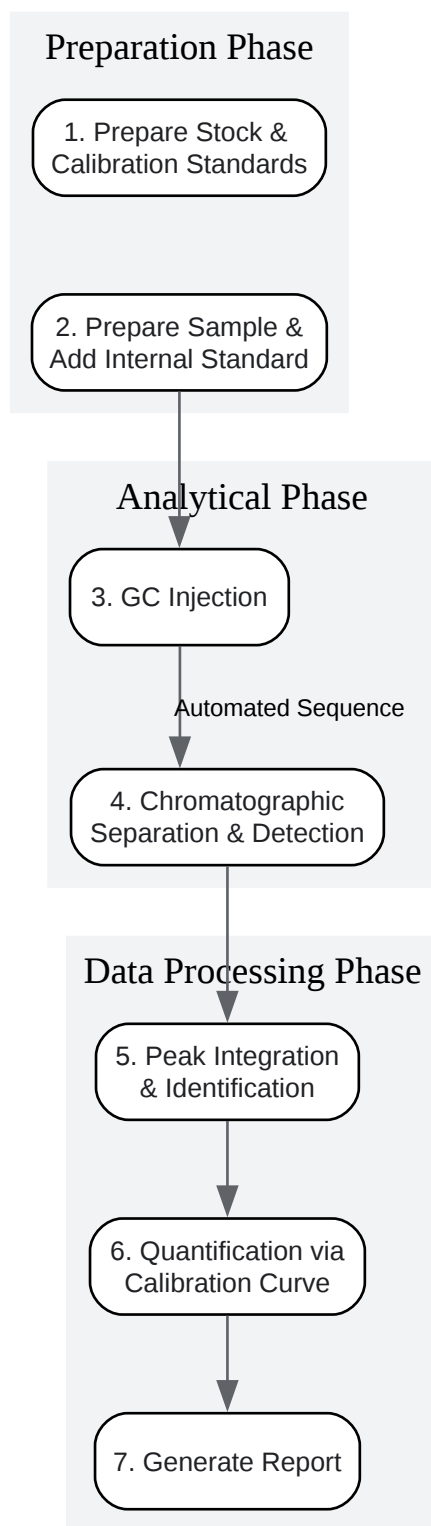 Preparation Phase
1. Prepare Stock &
Calibration Standards
2. Prepare Sample &
Add Internal Standard
Analytical Phase
3. GC Injection
Automated Sequence
4. Chromatographic
Separation & Detection
Data Processing Phase
5. Peak Integration
& Identification
6. Quantification via
Calibration Curve
7. Generate Report